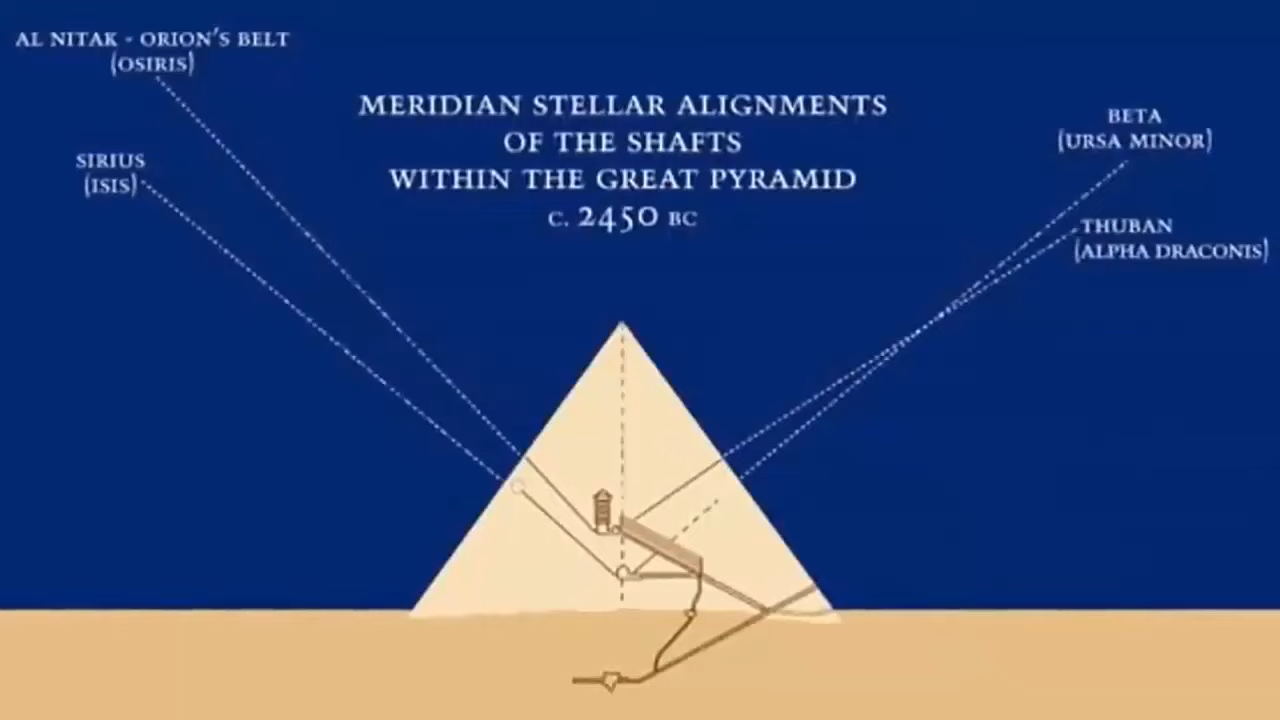 AL NITAK - ORION'S BELT
(OSIRIS)
MERIDIAN STELLAR ALIGNMENTS
OF THE SHAFTS
WITHIN THE GREAT PYRAMID
C. 2450 BC
SIRIUS
(ISIS)
BETA
(URSA MINOR)
THUBAN
(ALPHA DRACONIS)